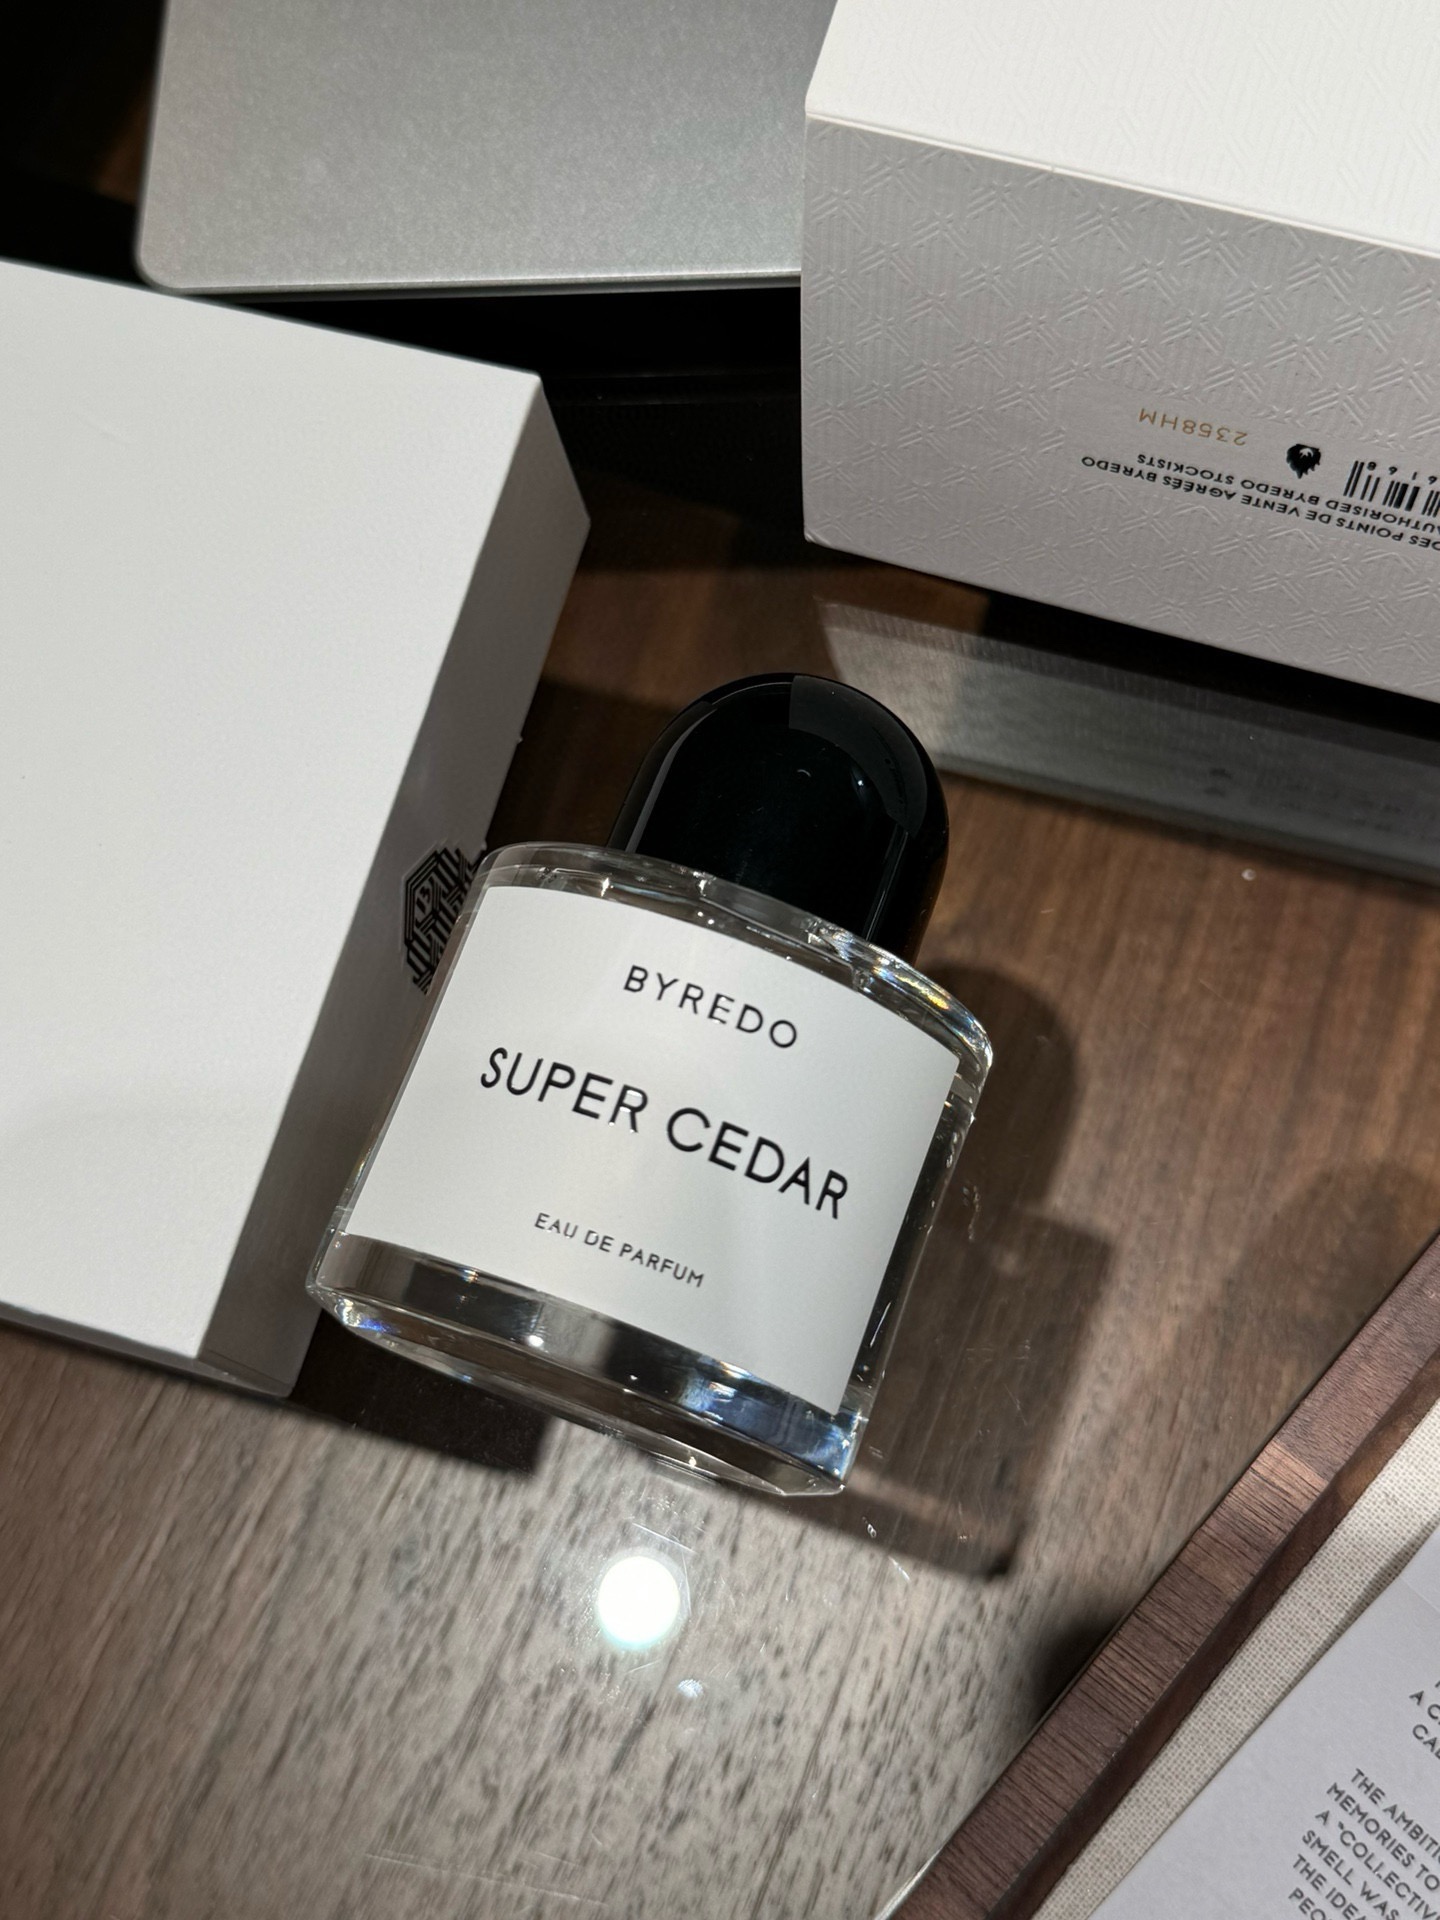 2358HM
DES POINTS DE VENTE AGRÉÉS BYREDO
AUTHORISED BYREDO STOCKISTS
B
BYREDO
SUPER CEDAR
EAU DE PARFUM
THE AMBITI
MEMORIES TO
A "COLLECTIVE
SMELL WAS
THE IDEA